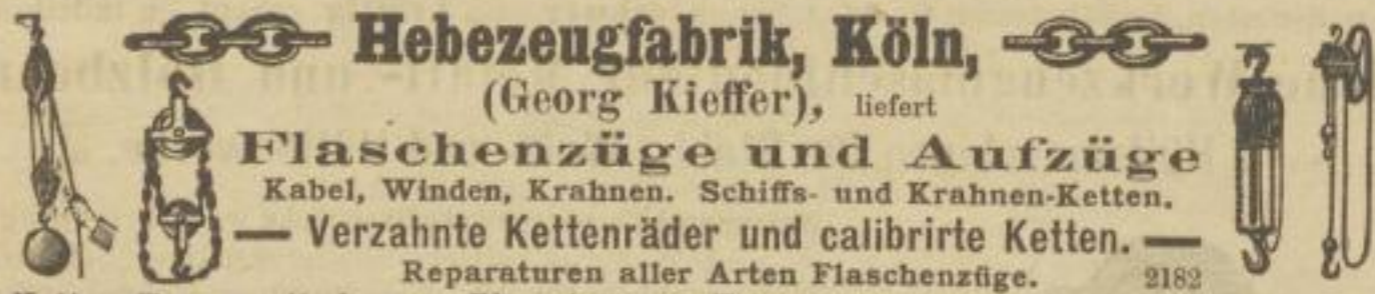 Hebezeugfabrik, Köln,
(Georg Kieffer), liefert
Flaschenzüge und Aufzüge
Kabel, Winden, Krahnen. Schiffs- und Krahnen-Ketten.
— Verzahnte Kettenräder und calibrirte Ketten. —
Reparaturen aller Arten Flaschenzüge. 2182